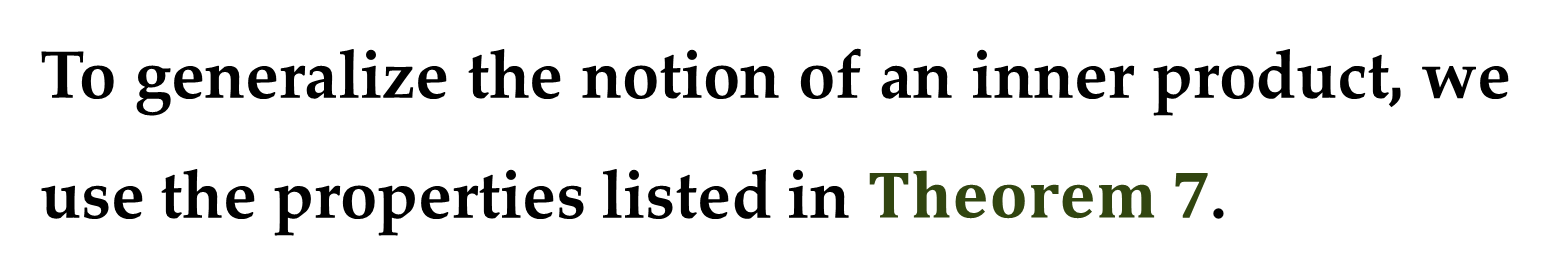 To generalize the notion of an inner product, we
use the properties listed in Theorem 7.